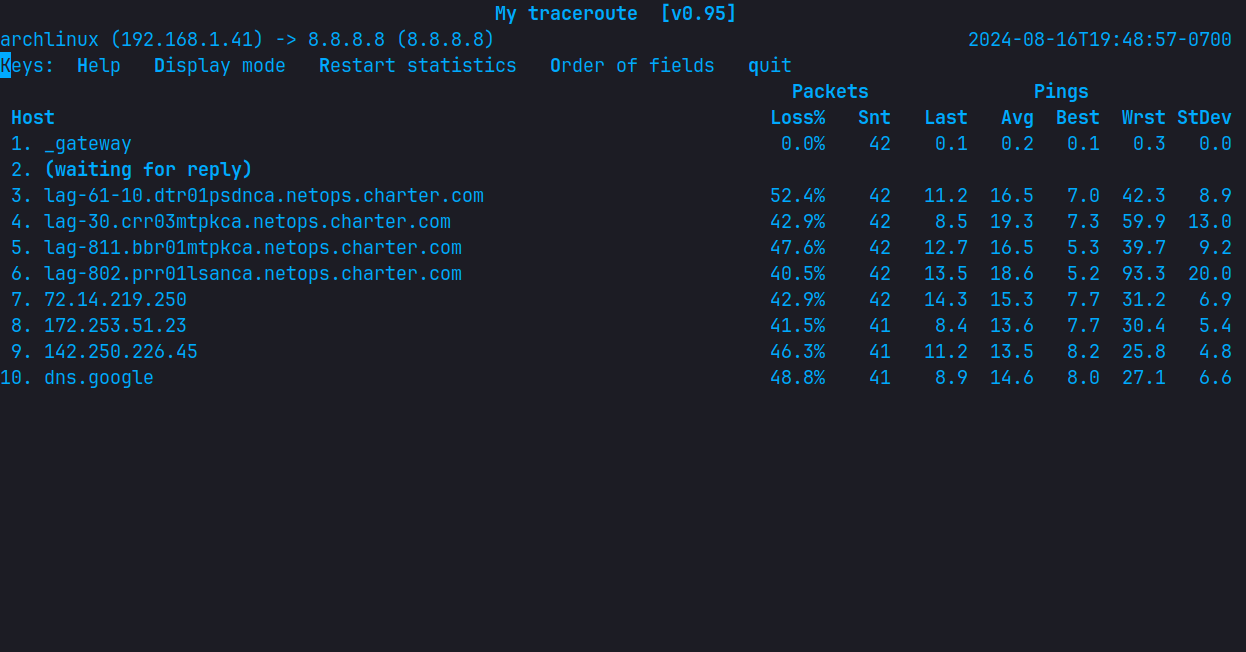 My traceroute  [v0.95]
archlinux (192.168.1.41) -> 8.8.8.8 (8.8.8.8) 2024-08-16T19:48:57-0700
Keys:  Help   Display mode   Restart statistics   Order of fields   quit
Packets Pings
Host Loss% Snt Last Avg Best Wrst StDev
1. _gateway 0.0% 42 0.1 0.2 0.1 0.3 0.0
2. (waiting for reply)
3. lag-61-10.dtr01psdnca.netops.charter.com 52.4% 42 11.2 16.5 7.0 42.3 8.9
4. lag-30.crr03mtpkca.netops.charter.com 42.9% 42 8.5 19.3 7.3 59.9 13.0
5. lag-811.bbr01mtpkca.netops.charter.com 47.6% 42 12.7 16.5 5.3 39.7 9.2
6. lag-802.prr01lsanca.netops.charter.com 40.5% 42 13.5 18.6 5.2 93.3 20.0
7. 72.14.219.250 42.9% 42 14.3 15.3 7.7 31.2 6.9
8. 172.253.51.23 41.5% 41 8.4 13.6 7.7 30.4 5.4
9. 142.250.226.45 46.3% 41 11.2 13.5 8.2 25.8 4.8
10. dns.google 48.8% 41 8.9 14.6 8.0 27.1 6.6